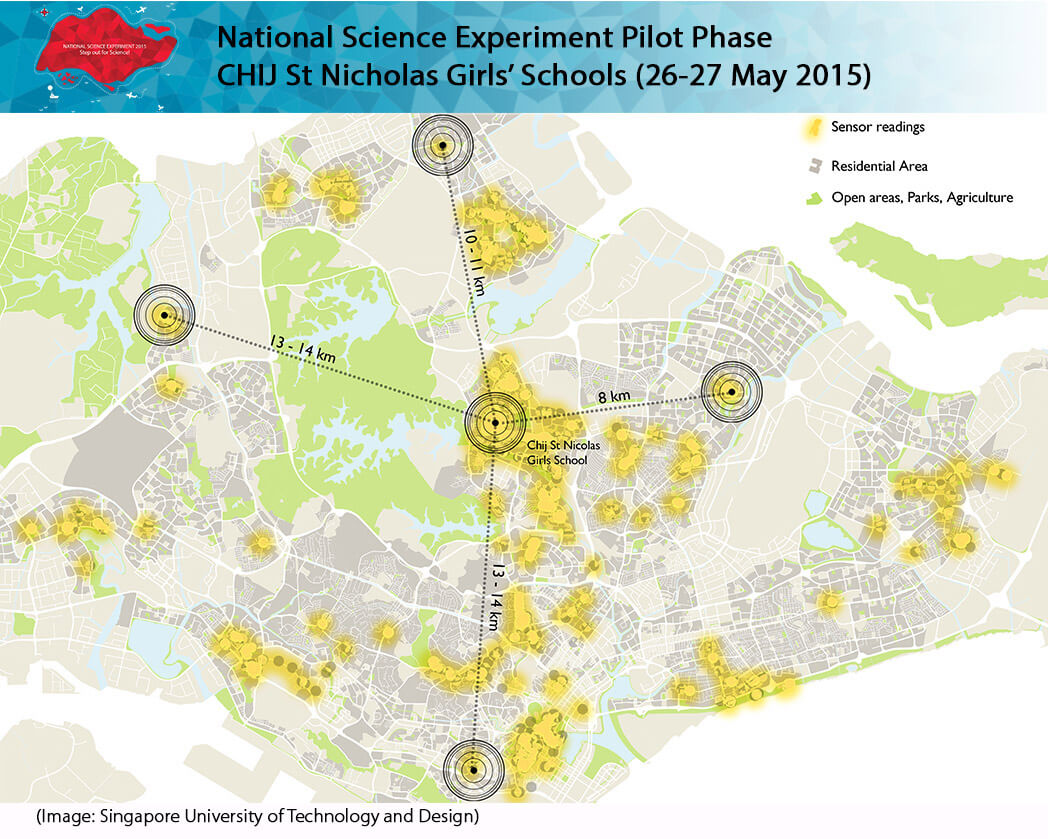 NATIONAL SCIENCE EXPERIMENT 2015
Step out for Science!
National Science Experiment Pilot Phase
CHIJ St Nicholas Girls’ Schools (26-27 May 2015)
Sensor readings
Residential Area
Open areas, Parks, Agriculture
10 - 11 km
13 - 14 km
8 km
Chij St Nicolas
Girls School
13 - 14 km
(Image: Singapore University of Technology and Design)